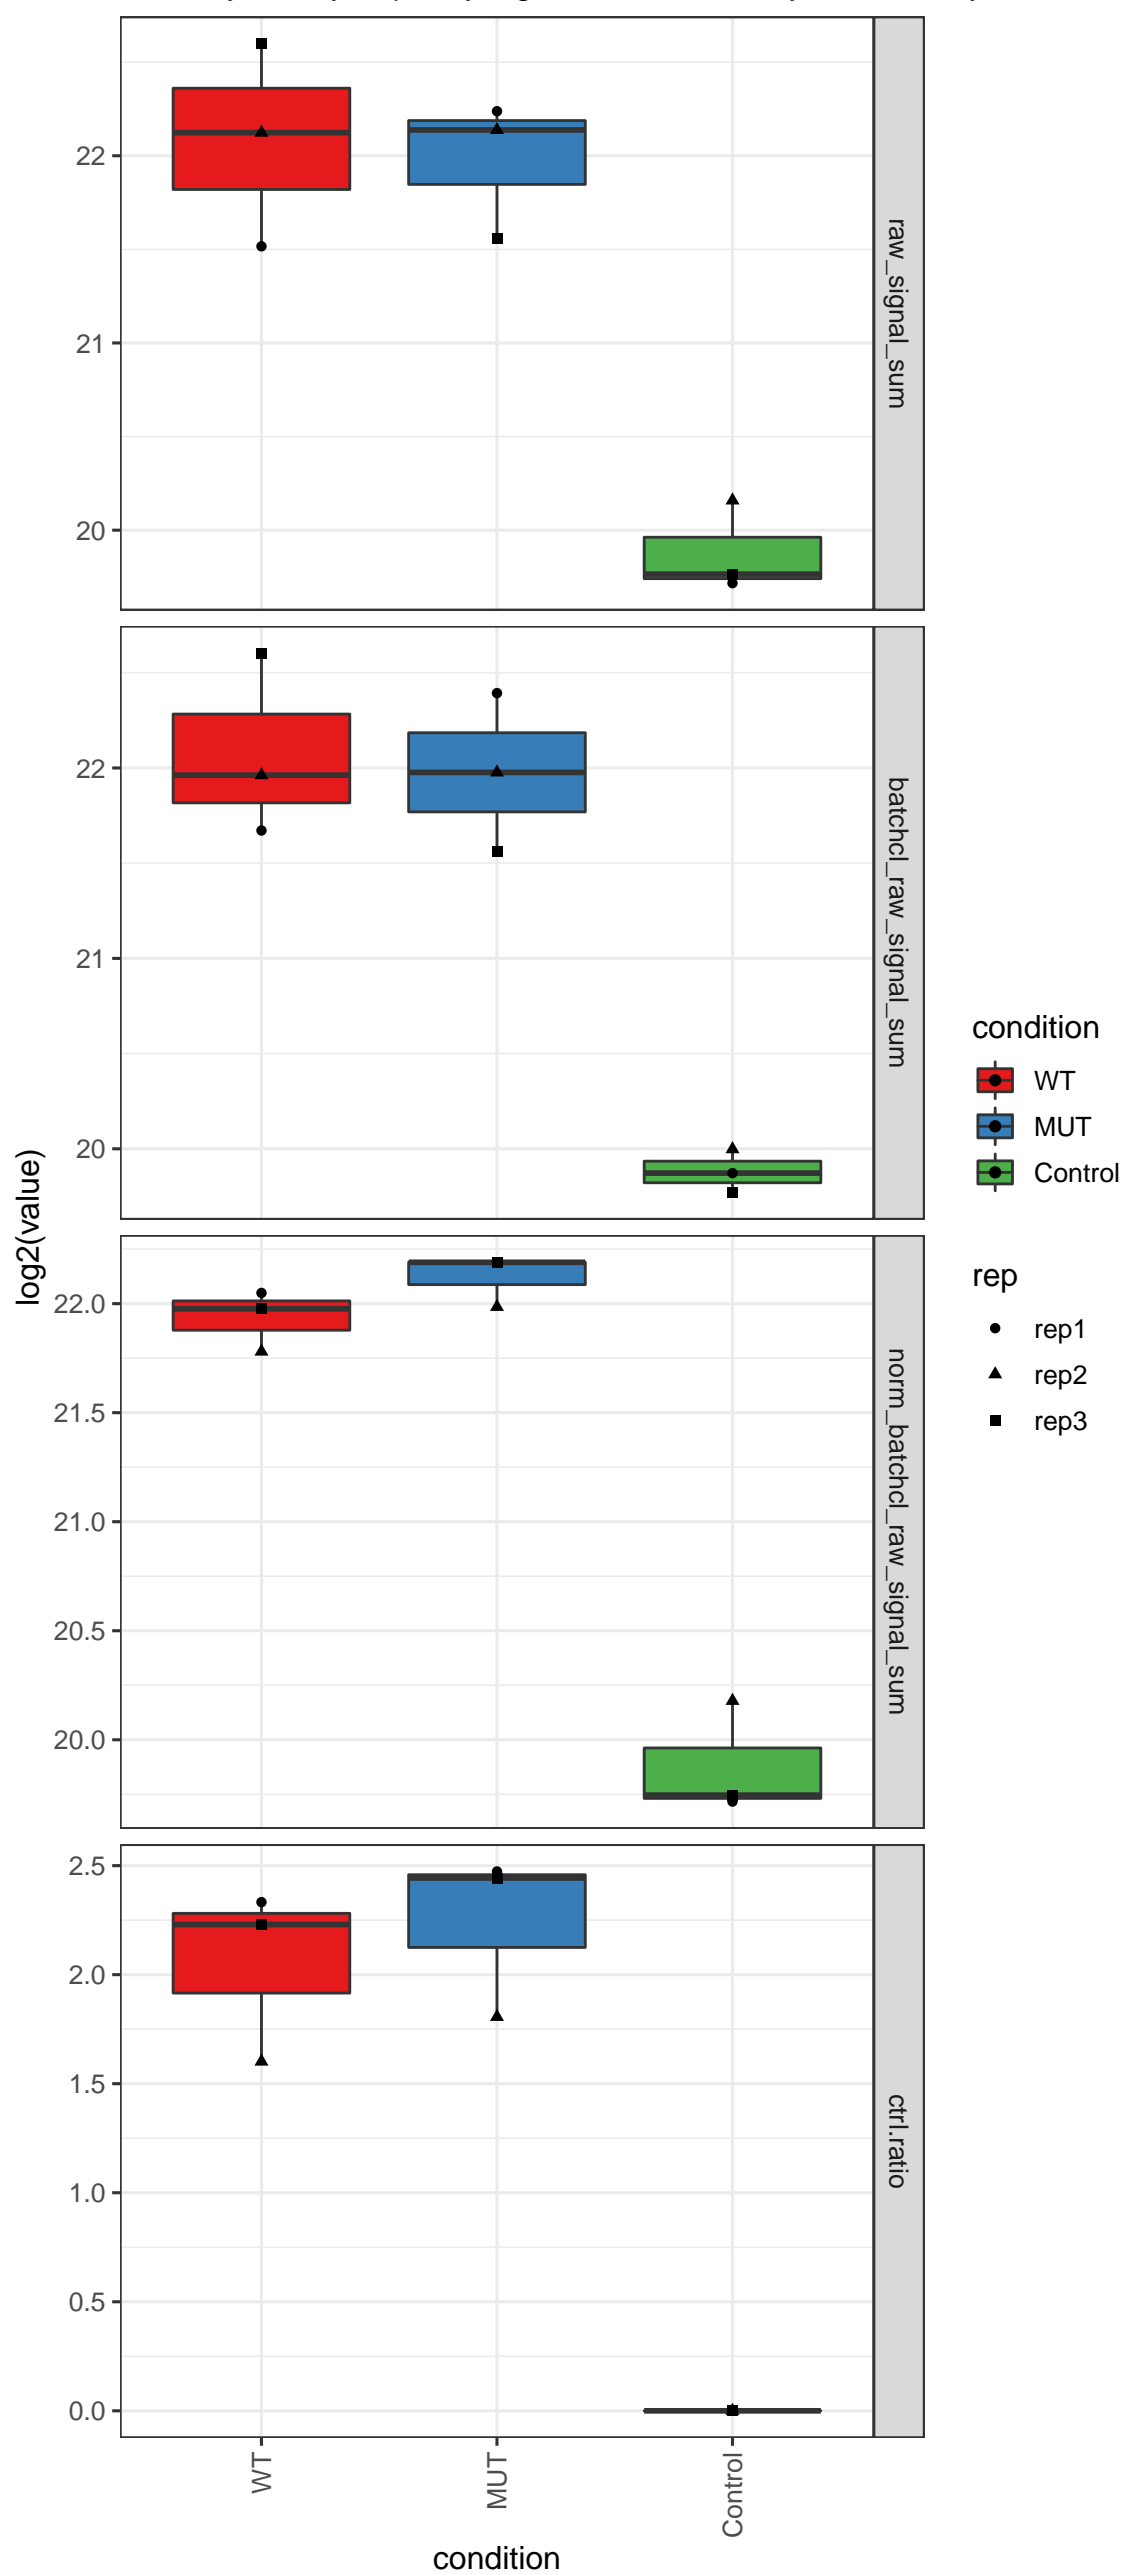 22
21
20
raw_signal_sum
22
21
20
batchcl_raw_signal_sum
22.0
21.5
21.0
20.5
20.0
norm_batchcl_raw_signal_sum
2.5
2.0
1.5
1.0
0.5
0.0
ctrl.ratio
log2(value)
WT
MUT
Control
condition
condition
WT
MUT
Control
rep
rep1
rep2
rep3